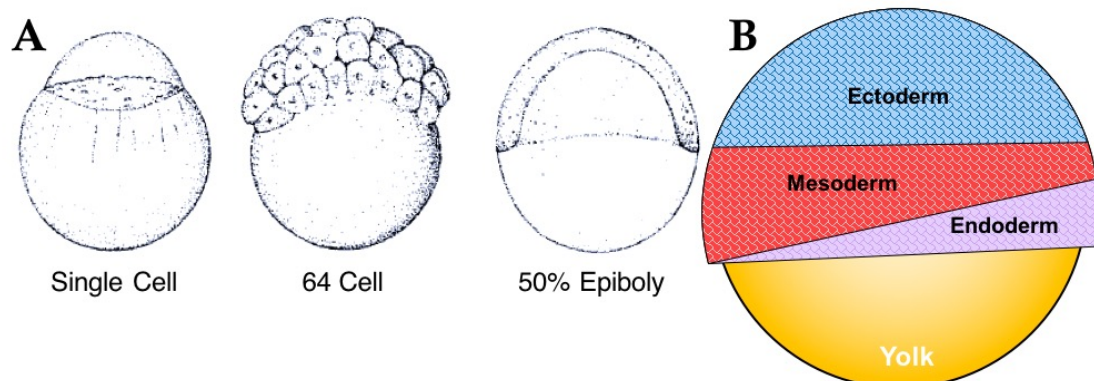 A
B
Ectoderm
Mesoderm
Endoderm
Yolk
Single Cell
64 Cell
50% Epiboly